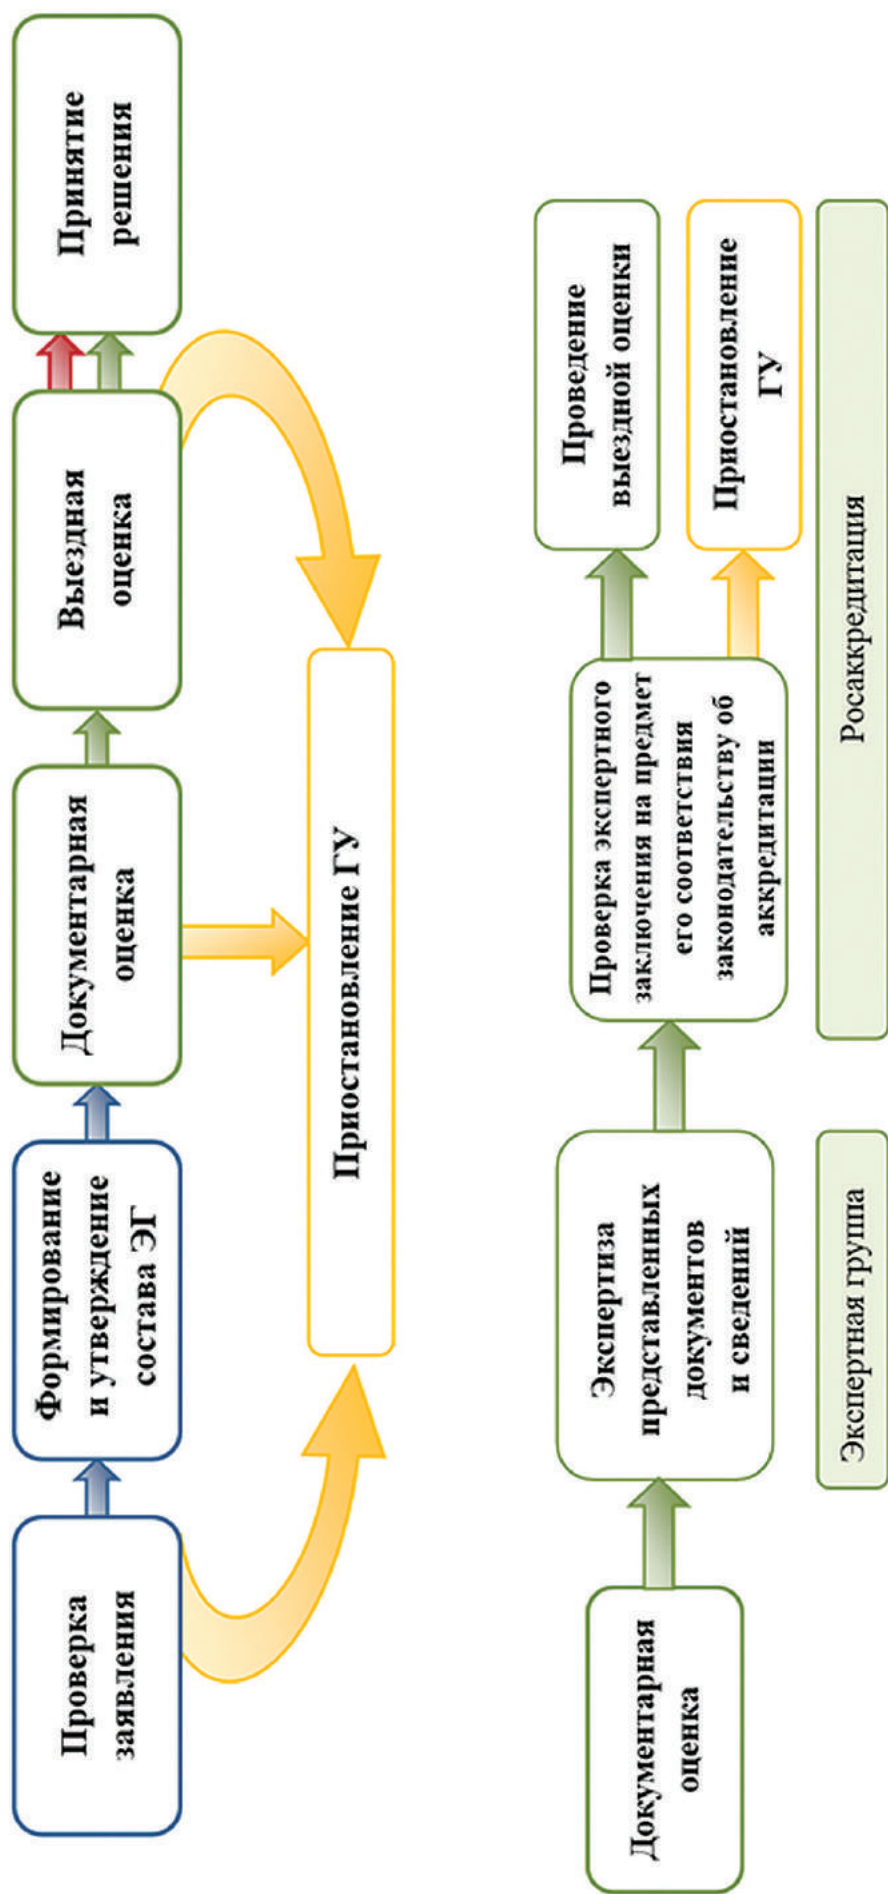 Проверка
заявления
Формирование
и утверждение
состава ЭГ
Документарная
оценка
Выездная
оценка
Принятие
решения
Приостановление ГУ
Документарная
оценка
Экспертиза
представленных
документов
и сведений
Проверка экспертного
заключения на предмет
его соответствия
законодательству об
аккредитации
Проведение
выездной оценки
Приостановление
ГУ
Экспертная группа
Росаккредитация